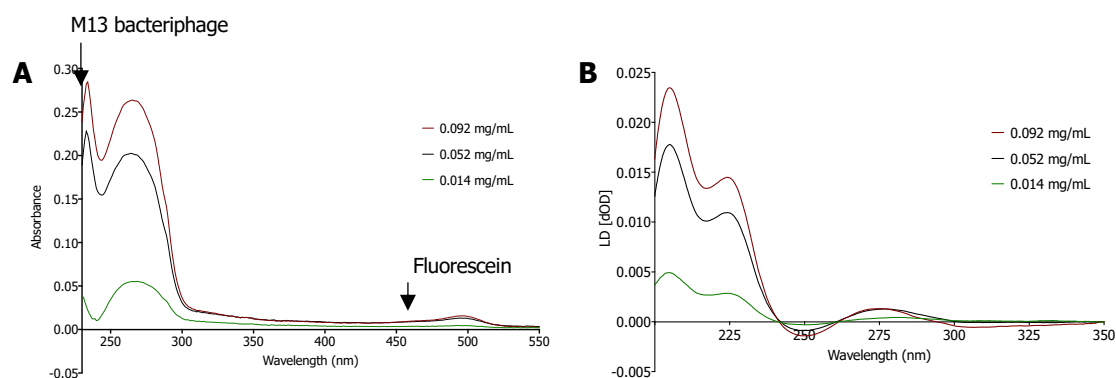 M13 bacteriphage
A
0.30
0.25
0.20
0.15
0.10
0.05
0.00
-0.05
Absorbance
0.092 mg/mL
0.052 mg/mL
0.014 mg/mL
Fluorescein
250
300
350
400
450
500
550
Wavelength (nm)
B
0.025
0.020
0.015
0.010
0.005
0.000
-0.005
LD [dOD]
0.092 mg/mL
0.052 mg/mL
0.014 mg/mL
225
250
275
300
325
350
Wavelength (nm)